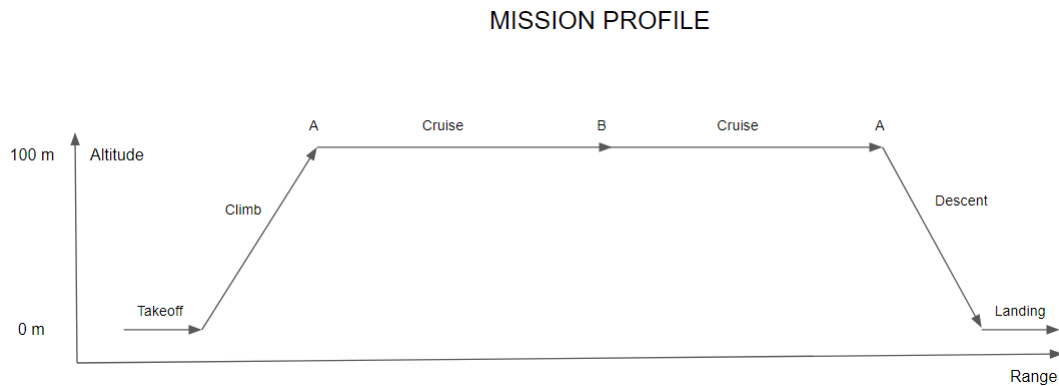 MISSION PROFILE
A Cruise B Cruise A
100 m Altitude
Climb Descent
Takeoff Landing
0 m
Range